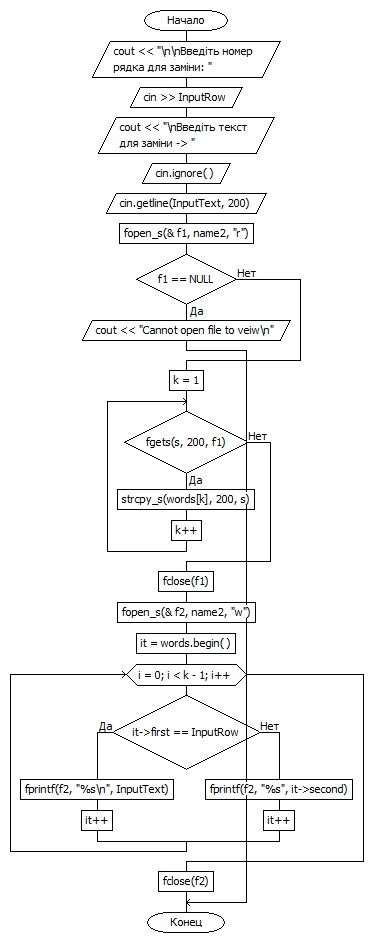 Начало
cout << "\n\nВведіть номер
рядка для заміни: "
cin >> InputRow
cout << "\nВведіть текст
для заміни -> "
cin.ignore( )
cin.getline(InputText, 200)
fopen_s(& f1, name2, "r")
f1 == NULL
Нет
Да
cout << "Cannot open file to veiw\n"
k = 1
fgets(s, 200, f1)
Нет
Да
strcpy_s(words[k], 200, s)
k++
fclose(f1)
fopen_s(& f2, name2, "w")
it = words.begin( )
i = 0; i < k - 1; i++
Да
it->first == InputRow
Нет
fprintf(f2, "%s\n", InputText)
fprintf(f2, "%s", it->second)
it++
it++
fclose(f2)
Конец